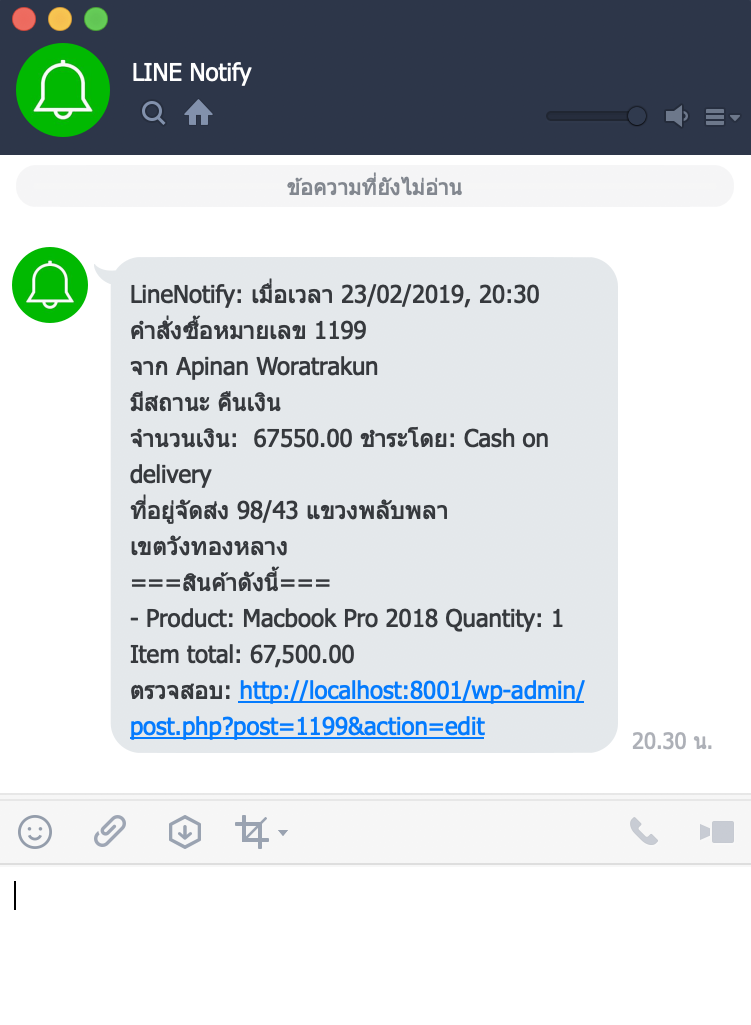 LINE Notify
ข้อความที่ยังไม่อ่าน
LineNotify: เมื่อเวลา 23/02/2019, 20:30
คำสั่งซื้อหมายเลข 1199
จาก Apinan Woratrakun
มีสถานะ คืนเงิน
จำนวนเงิน:  67550.00 ชำระโดย: Cash on
delivery
ที่อยู่จัดส่ง 98/43 แขวงพลับพลา
เขตวังทองหลาง
===สินค้าดังนี้===
- Product: Macbook Pro 2018 Quantity: 1
Item total: 67,500.00
ตรวจสอบ: http://localhost:8001/wp-admin/
post.php?post=1199&action=edit
20.30 น.